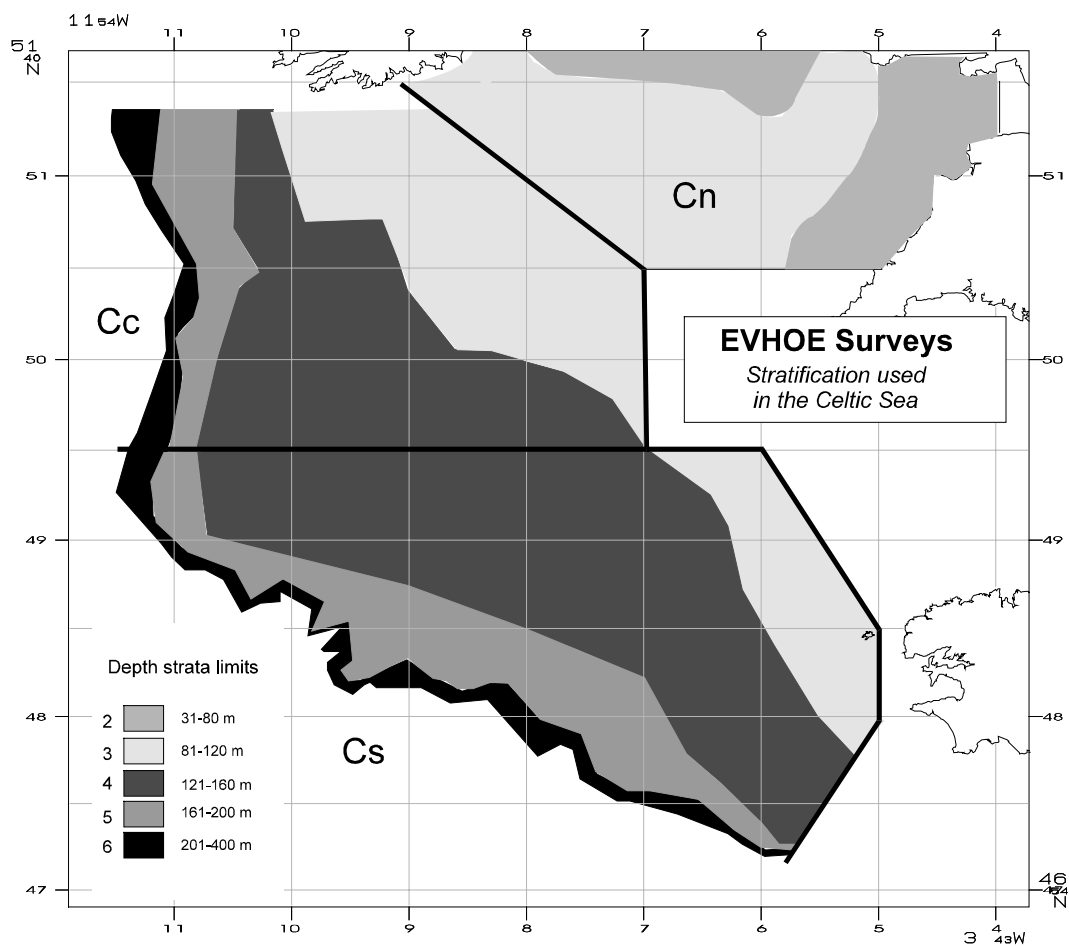 11 54W
11 10 9 8 7 6 5 4
51
40
N
51 51
Cn
Cc
EVHOE Surveys
50 50
Stratification used
in the Celtic Sea
49 49
Depth strata limits
2 31-80 m
48 48
3 81-120 m
Cs
4 121-160 m
5 161-200 m
6 201-400 m
46
47 54
N
11 10 9 8 7 6 5 4
3 43W